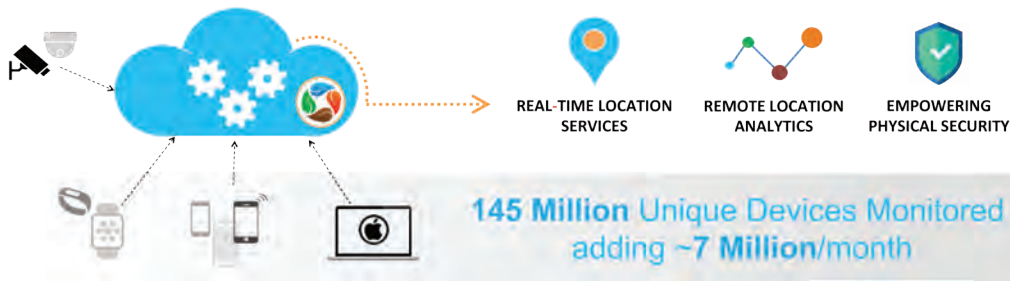 REAL-TIME LOCATION
SERVICES
REMOTE LOCATION
ANALYTICS
EMPOWERING
PHYSICAL SECURITY
145 Million Unique Devices Monitored
adding ~7 Million/month